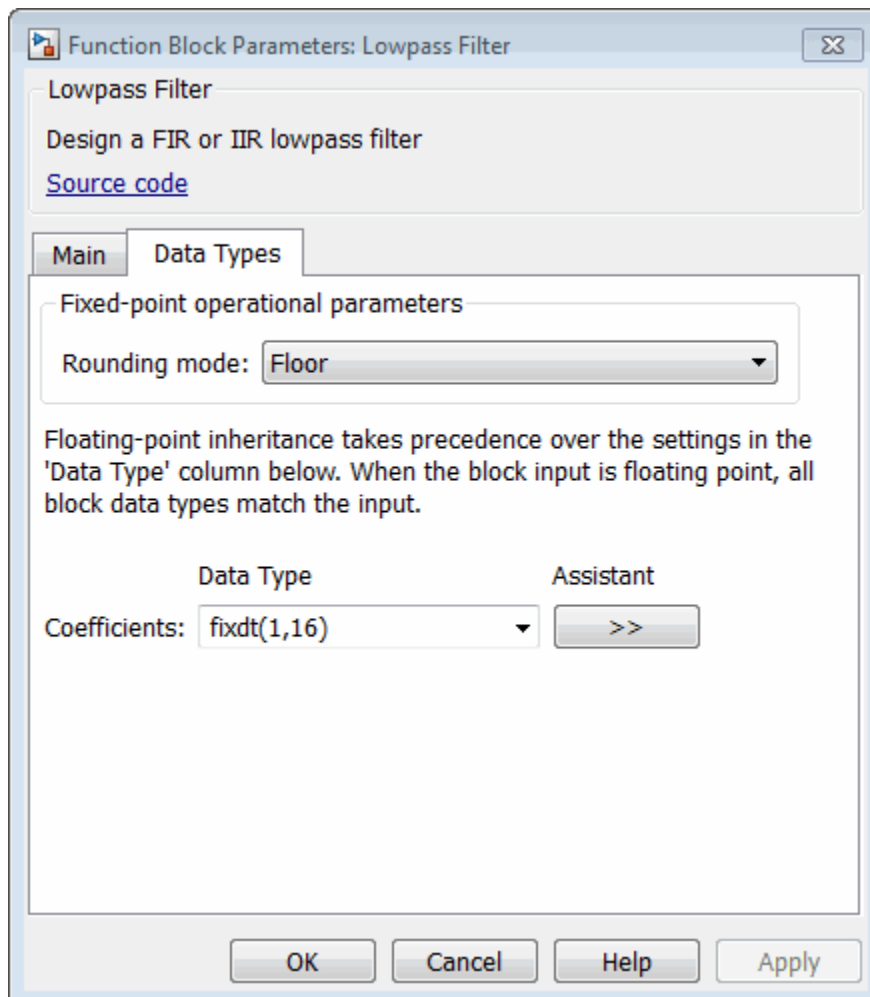 Function Block Parameters: Lowpass Filter
Lowpass Filter
Design a FIR or IIR lowpass filter
Source code
Main Data Types
Fixed-point operational parameters
Rounding mode: Floor
Floating-point inheritance takes precedence over the settings in the
'Data Type' column below. When the block input is floating point, all
block data types match the input.
Data Type Assistant
Coefficients: fixdt(1,16) >>
OK Cancel Help Apply